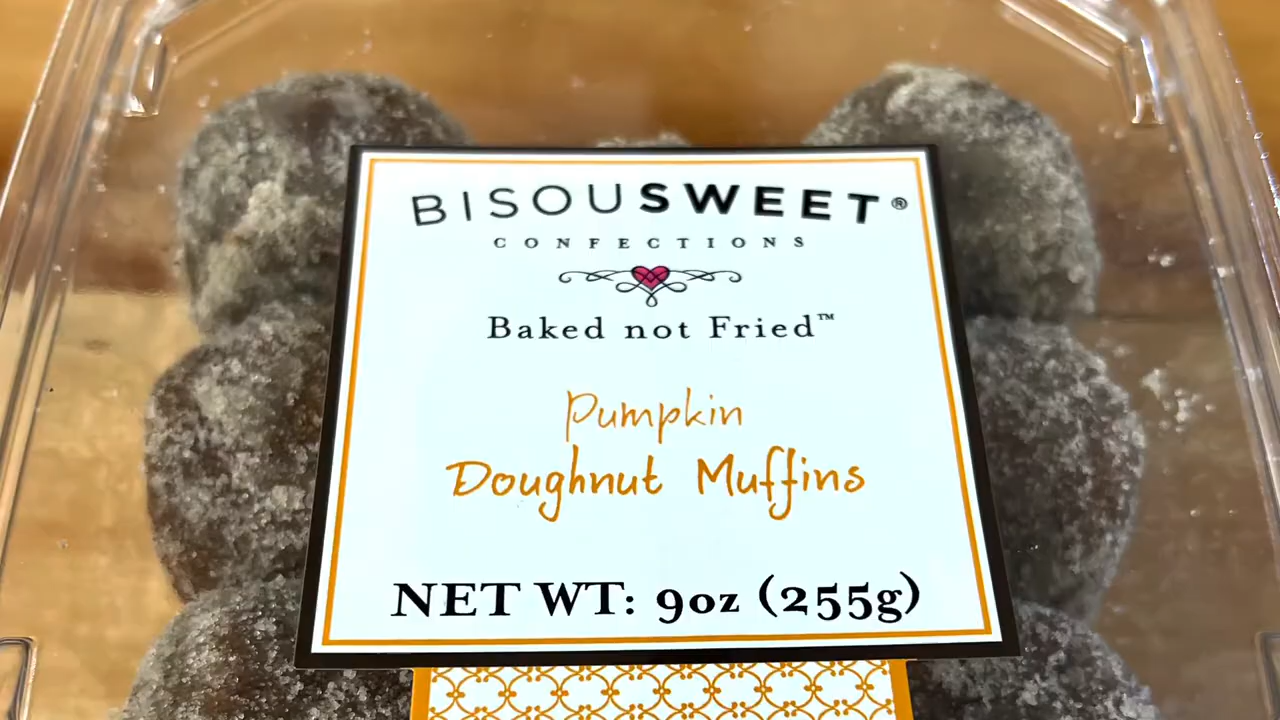 BISOUSWEET®
CONFECTIONS
Baked not Fried™
Pumpkin
Doughnut Muffins
NET WT: 9oz (255g)